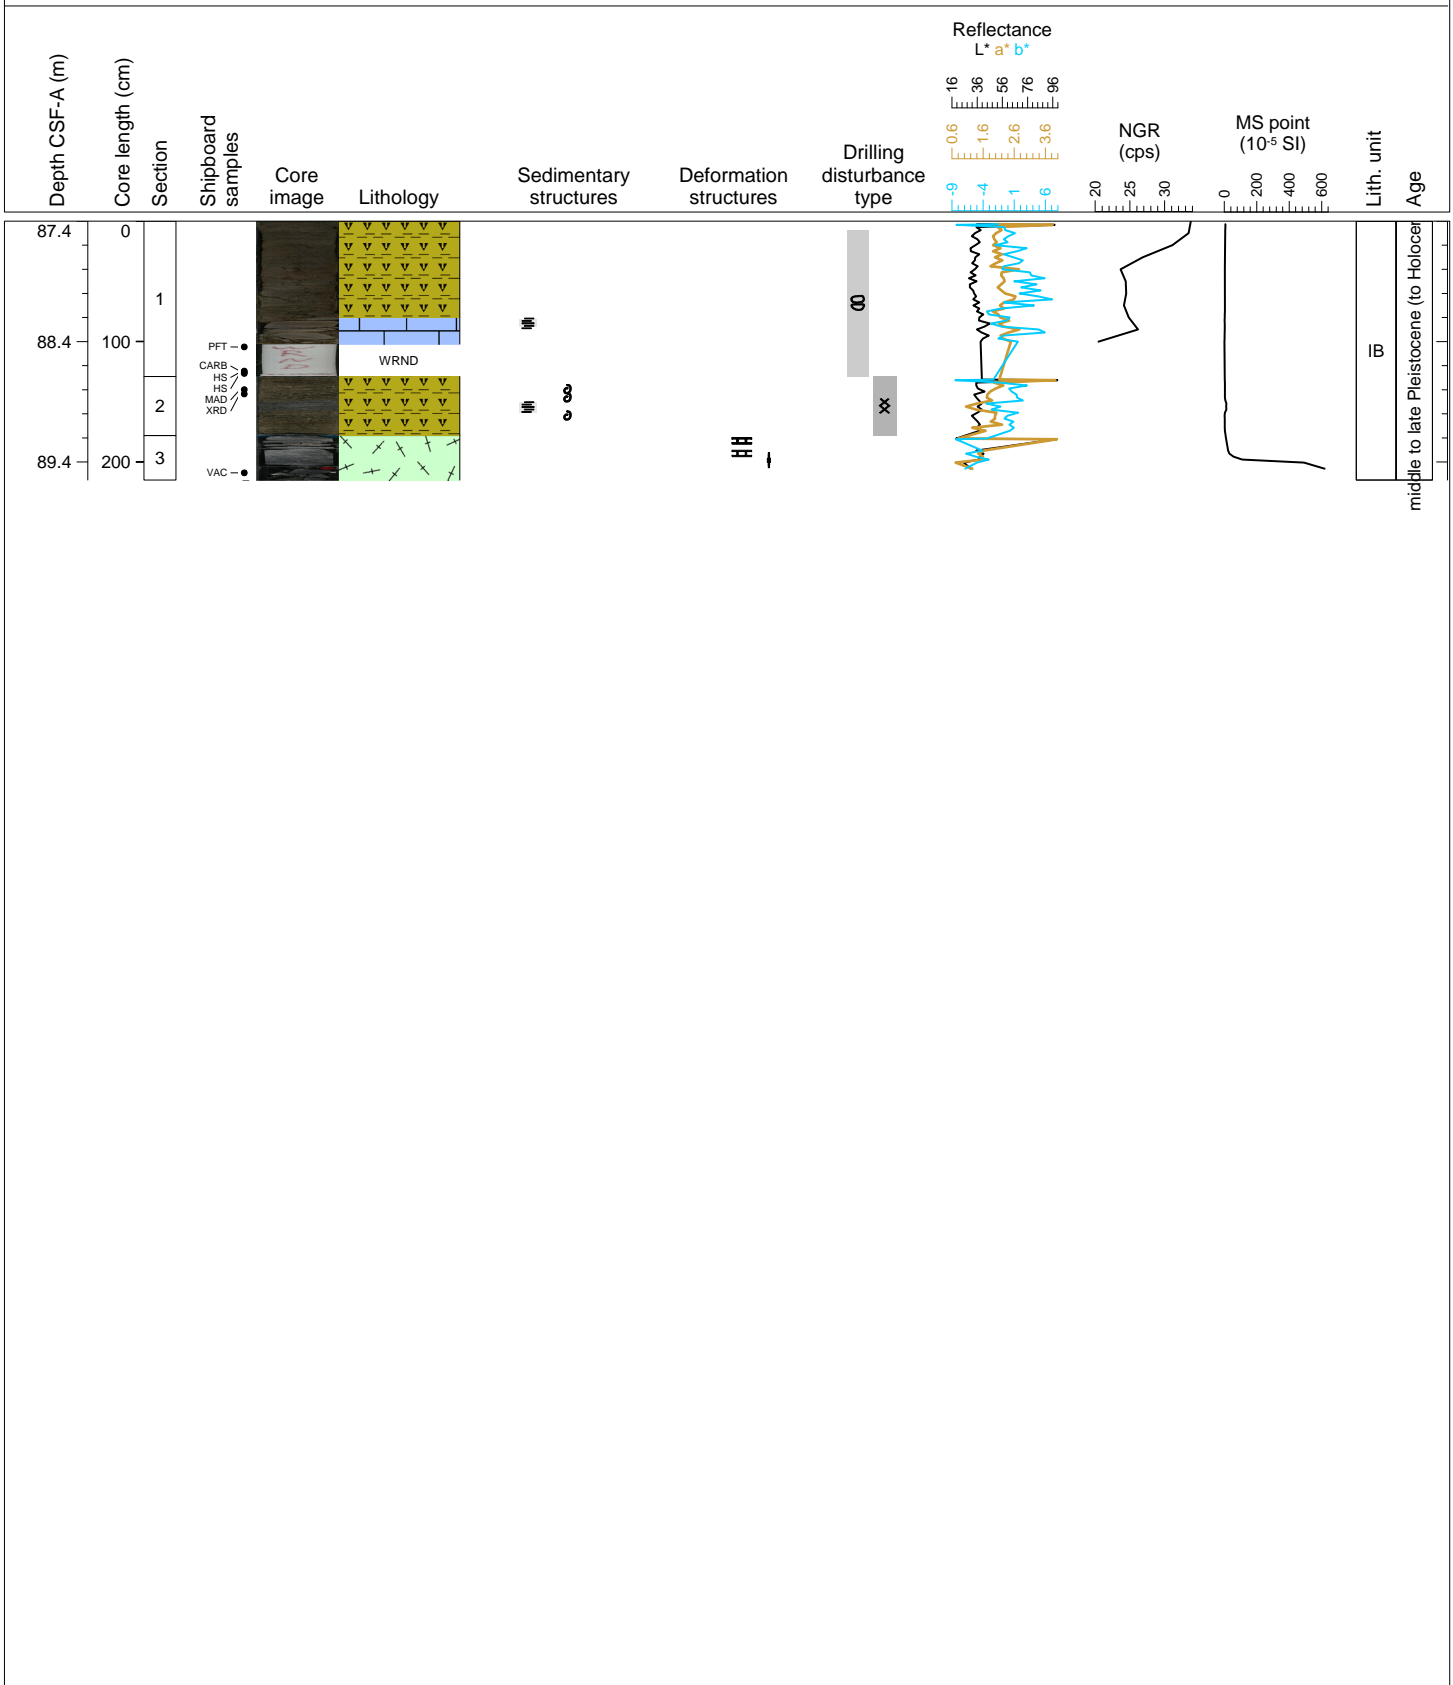 Depth CSF-A (m)
Core length (cm)
Section
Shipboard
samples
Core
image
Lithology
Sedimentary
structures
Deformation
structures
Drilling
disturbance
type
Reflectance
L* a* b*
16 36 56 76 96
0.6 1.6 2.6 3.6
-9 -4 1 6
NGR
(cps)
20 25 30
MS point
(10-5 SI)
0 200 400 600
Lith. unit
Age
87.4
88.4
89.4
0
100
200
1
2
3
PFT
CARB
HS
HS
MAD
XRD
VAC
WRND
IB
middle to late Pleistocene (to Holocen